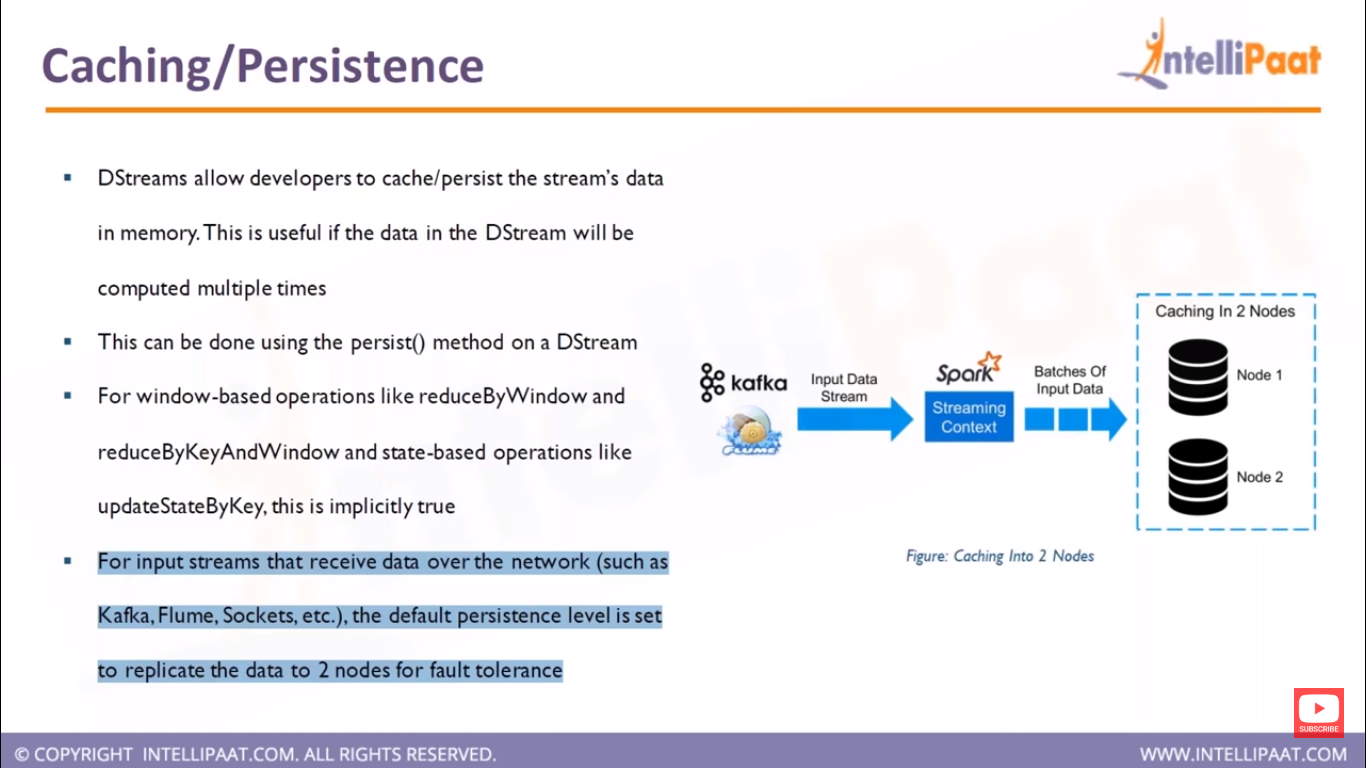 Caching/Persistence
IntelliPaat
▪ DStreams allow developers to cache/persist the stream’s data
in memory. This is useful if the data in the DStream will be
computed multiple times
▪ This can be done using the persist() method on a DStream
▪ For window-based operations like reduceByWindow and
reduceByKeyAndWindow and state-based operations like
updateStateByKey, this is implicitly true
▪ For input streams that receive data over the network (such as
Kafka, Flume, Sockets, etc.), the default persistence level is set
to replicate the data to 2 nodes for fault tolerance
kafka
FLUME
Input Data
Stream
Spark
Streaming
Context
Batches Of
Input Data
Caching In 2 Nodes
Node 1
Node 2
Figure: Caching Into 2 Nodes
IntelliPaat
SUBSCRIBE
© COPYRIGHT INTELLIPAAT.COM. ALL RIGHTS RESERVED.
WWW.INTELLIPAAT.COM